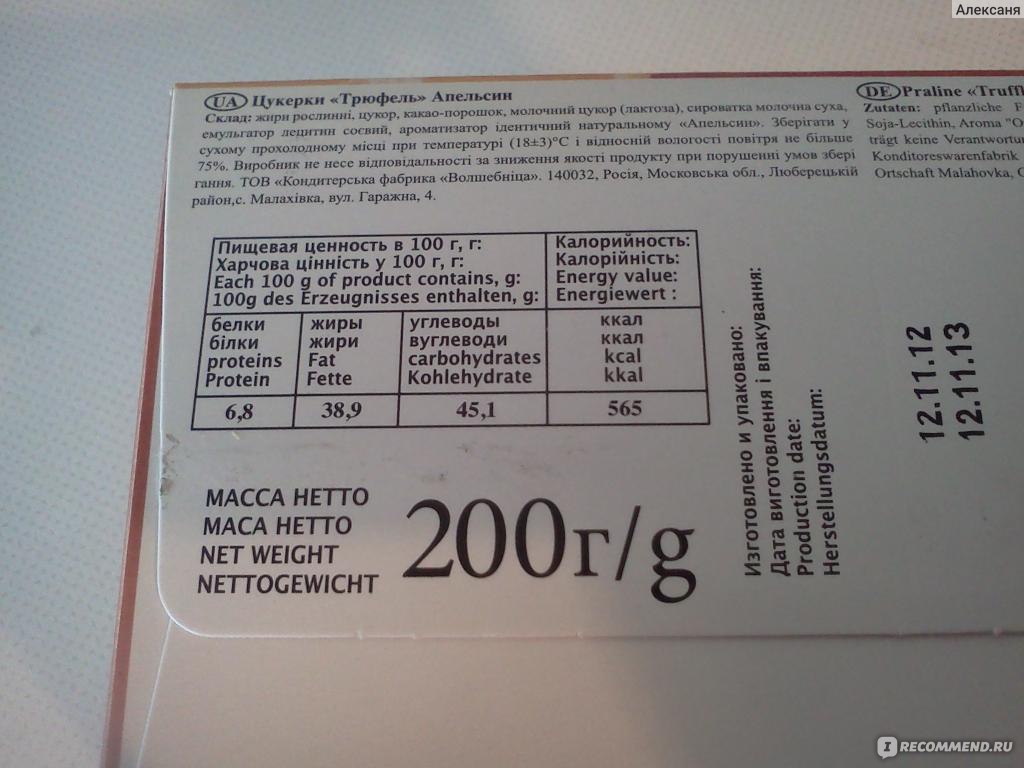 Алексаня
UA Цукерки «Трюфель» Апельсин
Склад: жири рослинні, цукор, какао-порошок, молочний цукор (лактоза), сироватка молочна суха,
емульгатор лецитин соєвий, ароматизатор ідентичний натуральному «Апельсин». Зберігати у
сухому прохолодному місці при температурі (18±3)°С і відносній вологості повітря не більше
75%. Виробник не несе відповідальності за зниження якості продукту при порушенні умов збері
гання. ТОВ «Кондитерська фабрика «Волшебніца». 140032, Росія, Московська обл., Люберецькій
район,с. Малахівка, вул. Гаражна, 4.
DE Praline «Truffl
Zutaten: pflanzliche F
Soja-Lecithin, Aroma "O
trägt keine Verantwortun
Konditoreswarenfabrik
Ortschaft Malahovka, G
Пищевая ценность в 100 г, г:
Харчова цінність у 100 г, г:
Each 100 g of product contains, g:
100g des Erzeugnisses enthalten, g:
Калорийность:
Калорійність:
Energy value:
Energiewert :
белки жиры углеводы ккал
білки жири вуглеводи ккал
proteins Fat carbohydrates kcal
Protein Fette Kohlehydrate kkal
6,8 38,9 45,1 565
МАССА НЕТТО
МАСА НЕТТО
NET WEIGHT
NETTOGEWICHT
200г/g
Изготовлено и упаковано:
Дата виготовлення і впакування:
Production date:
Herstellungsdatum:
12.11.12
12.11.13
I RECOMMEND.RU